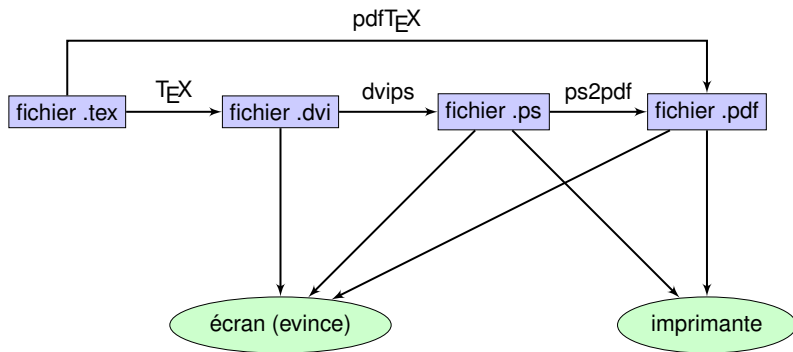 pdfTEX
TEX
dvips
ps2pdf
fichier .tex
fichier .dvi
fichier .ps
fichier .pdf
écran (evince)
imprimante